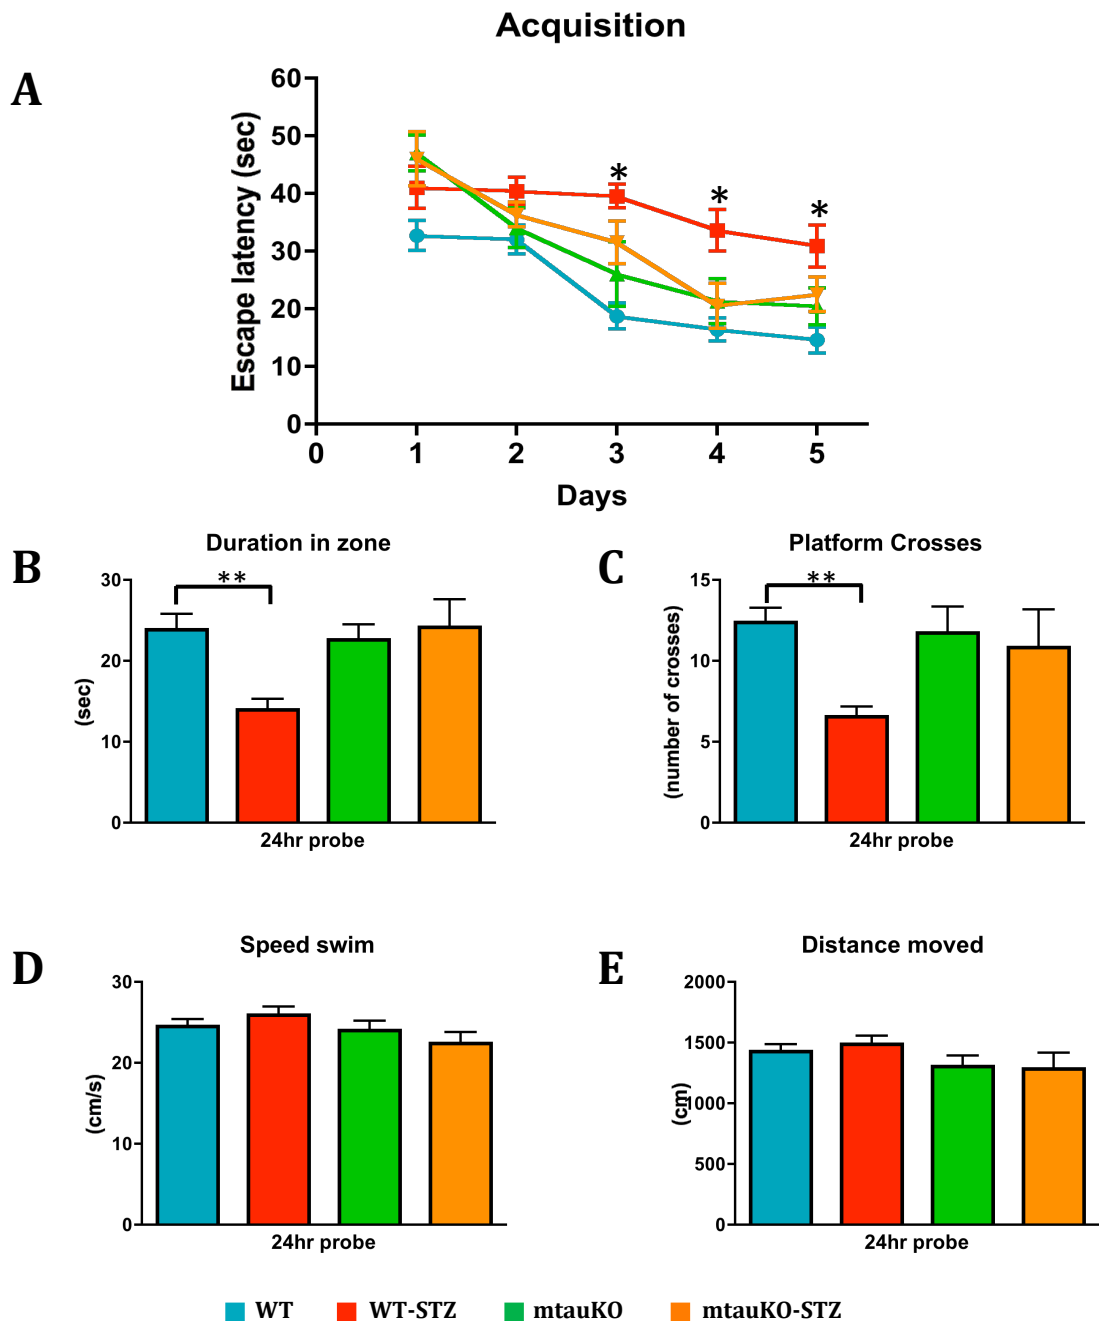 Acquisition
A
Escape latency (sec)
60
50
40
30
20
10
0
* * *
0 1 2 3 4 5
Days
B
Duration in zone
**
(sec)
30
20
10
0
24hr probe
C
Platform Crosses
**
(number of crosses)
15
10
5
0
24hr probe
D
Speed swim
(cm/s)
30
20
10
0
24hr probe
E
Distance moved
(cm)
2000
1500
1000
500
0
24hr probe
WT WT-STZ mtauKO mtauKO-STZ